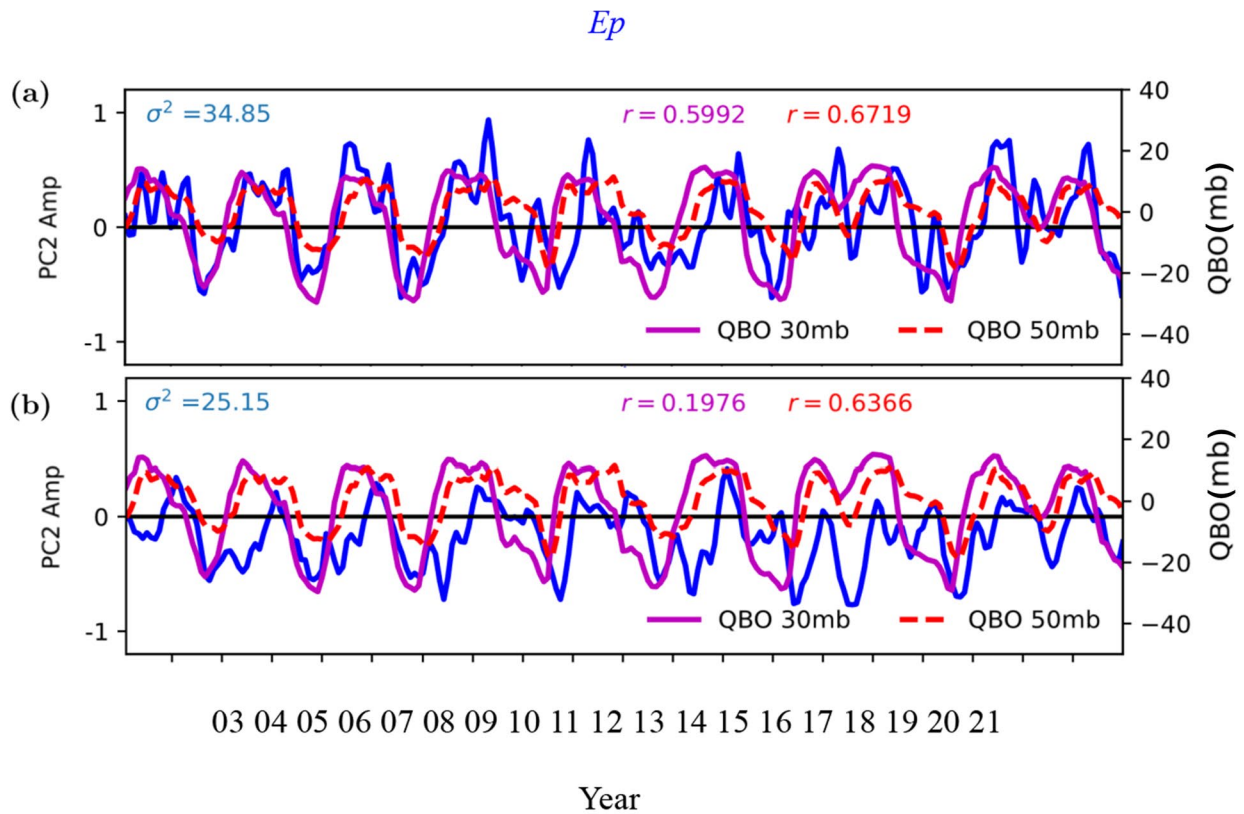 Ep
(a)
σ² =34.85
r = 0.5992
r = 0.6719
1
0
-1
PC2 Amp
40
20
0
−20
−40
QBO(mb)
QBO 30mb
QBO 50mb
(b)
σ² =25.15
r = 0.1976
r = 0.6366
1
0
-1
PC2 Amp
40
20
0
−20
−40
QBO(mb)
QBO 30mb
QBO 50mb
03 04 05 06 07 08 09 10 11 12 13 14 15 16 17 18 19 20 21
Year